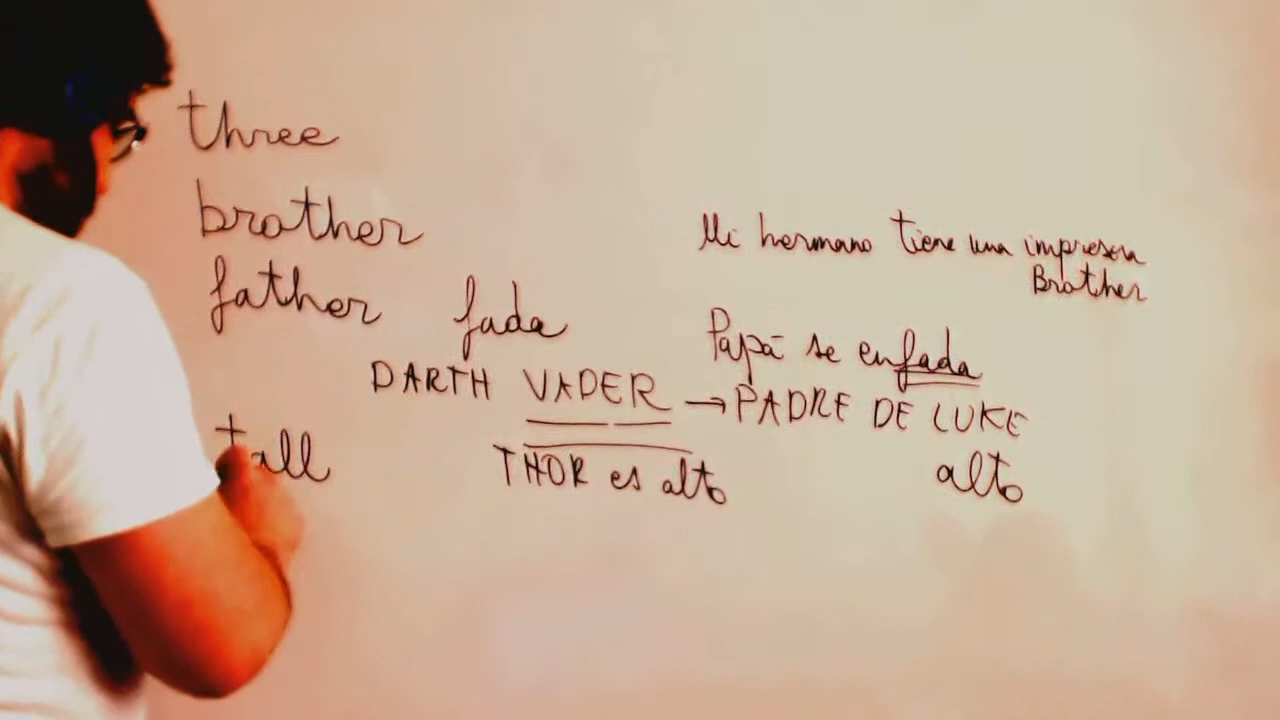 three
brother
Mi hermano tiene una impresora
Brother
father fada
Papá se enfada
DARTH VADER → PADRE DE LUKE
tall
THOR es alto
alto